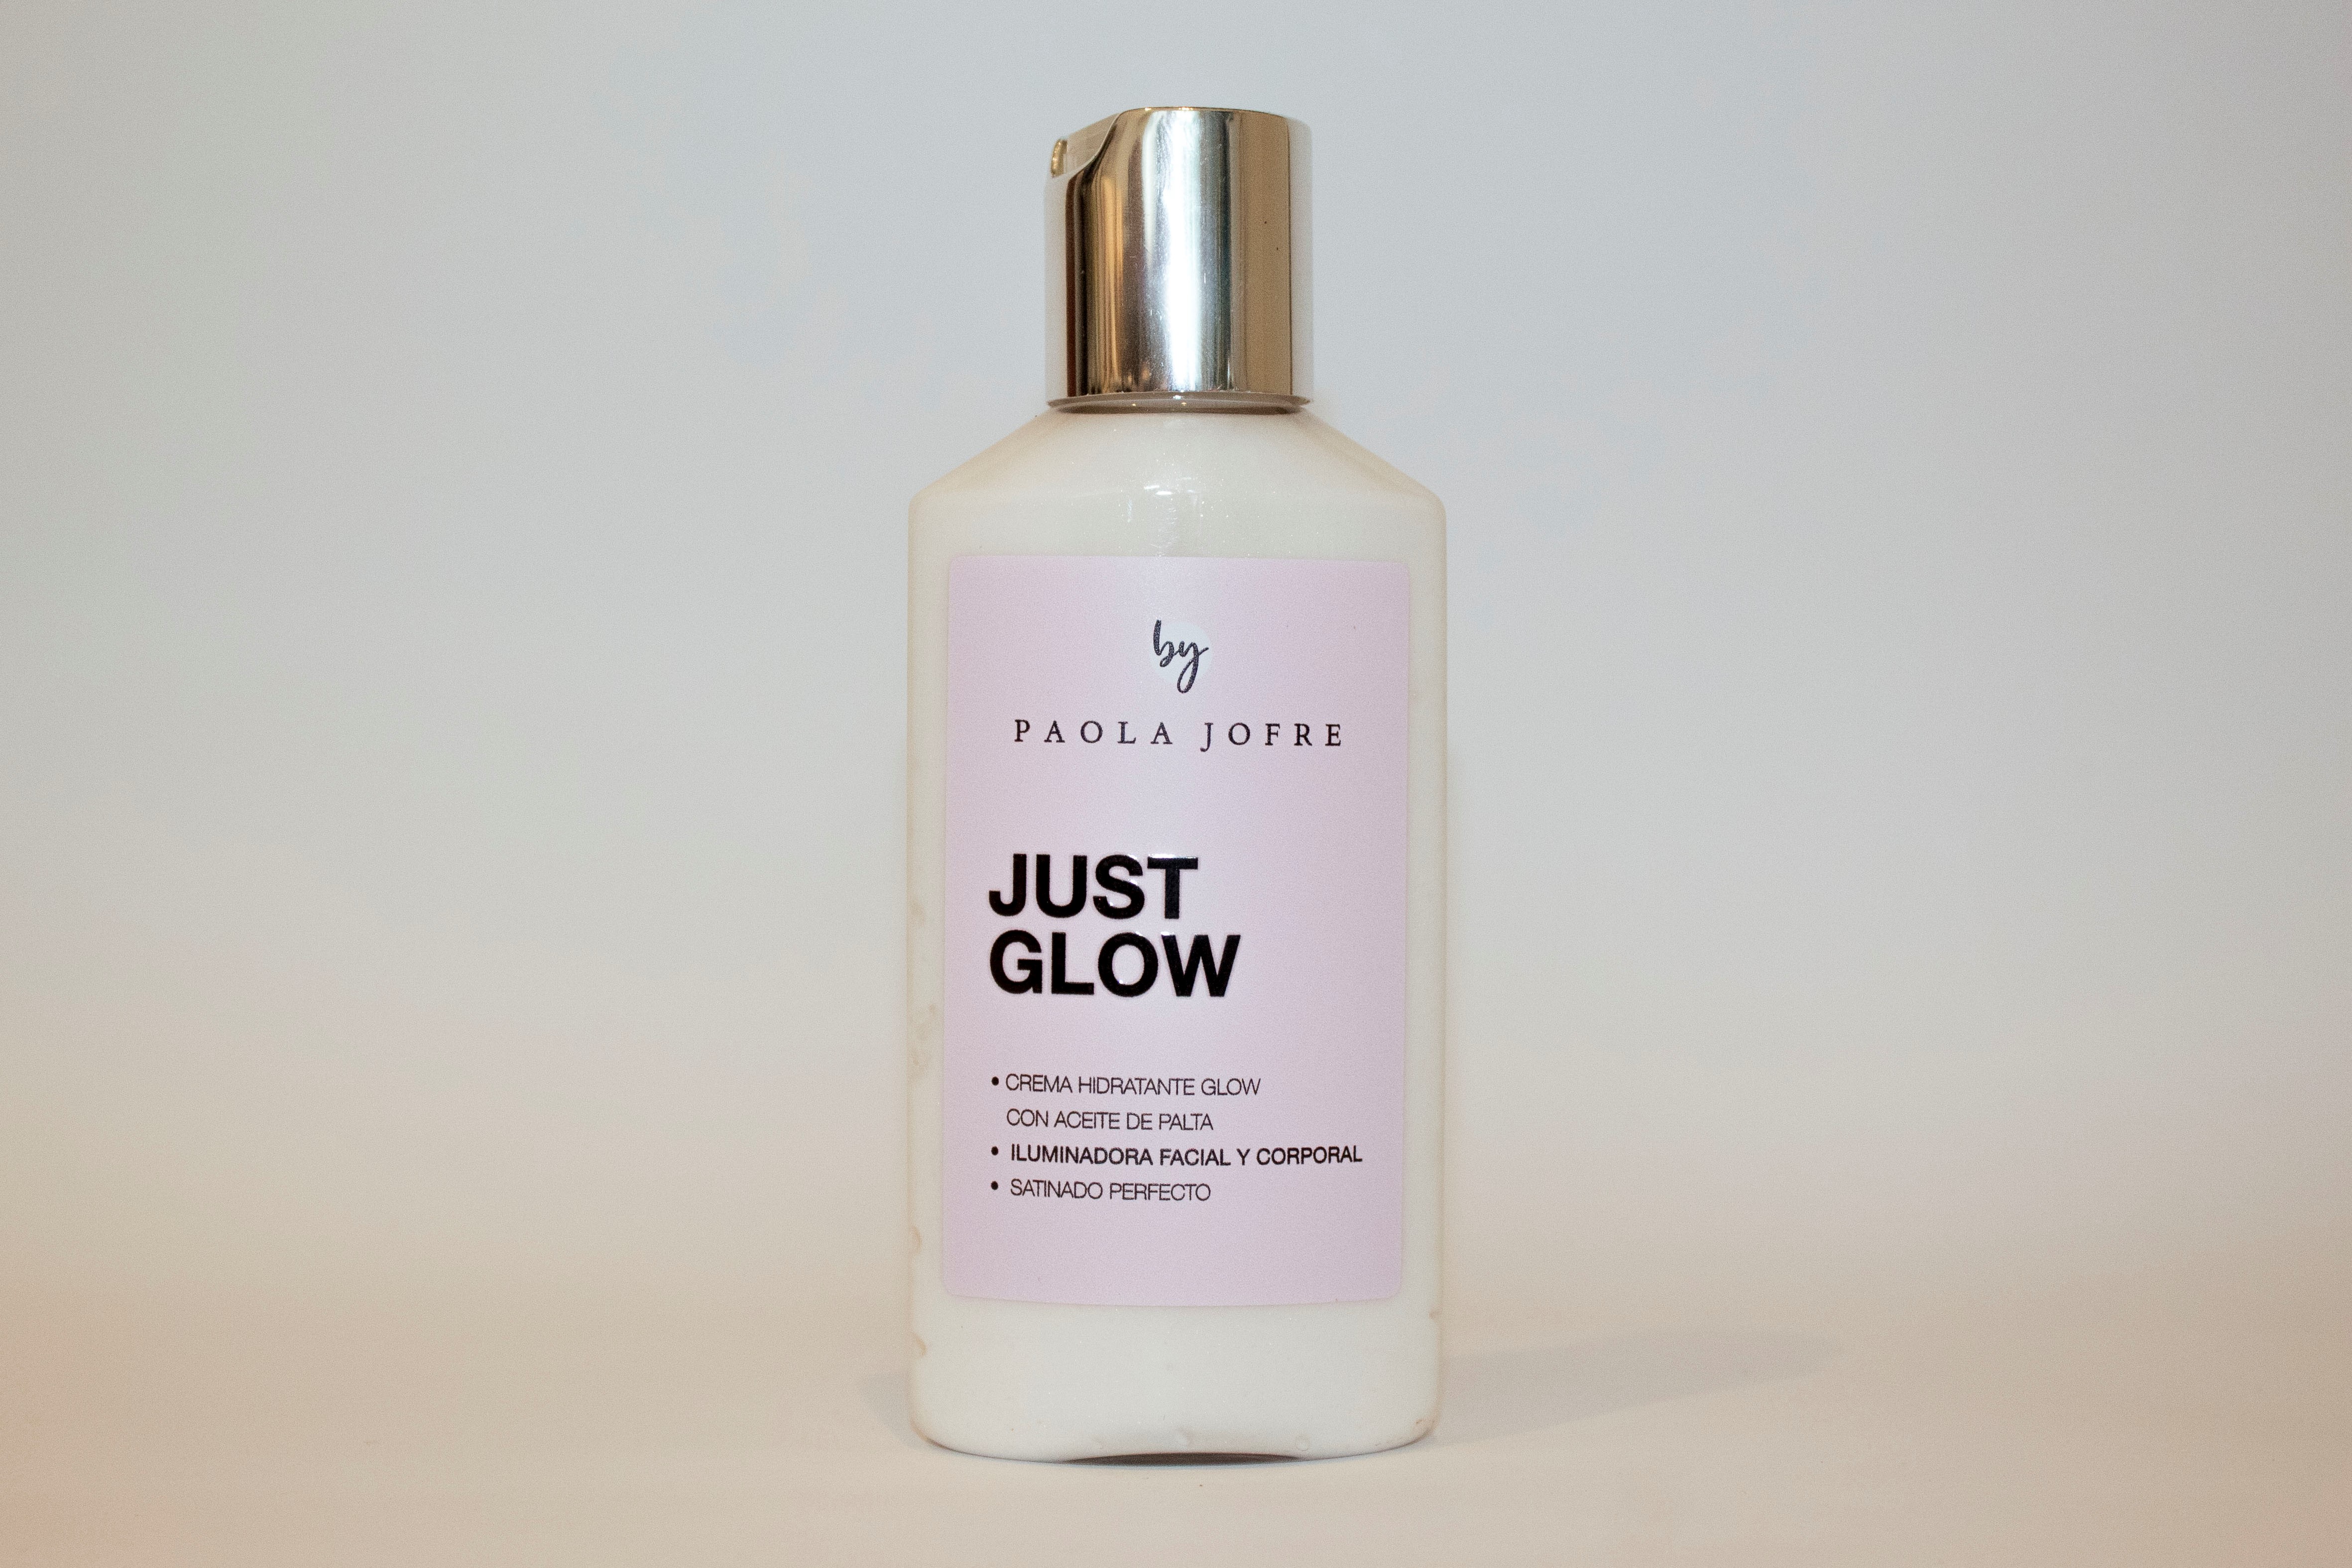 by
PAOLA JOFRE
JUST
GLOW
• CREMA HIDRATANTE GLOW
CON ACEITE DE PALTA
• ILUMINADORA FACIAL Y CORPORAL
• SATINADO PERFECTO